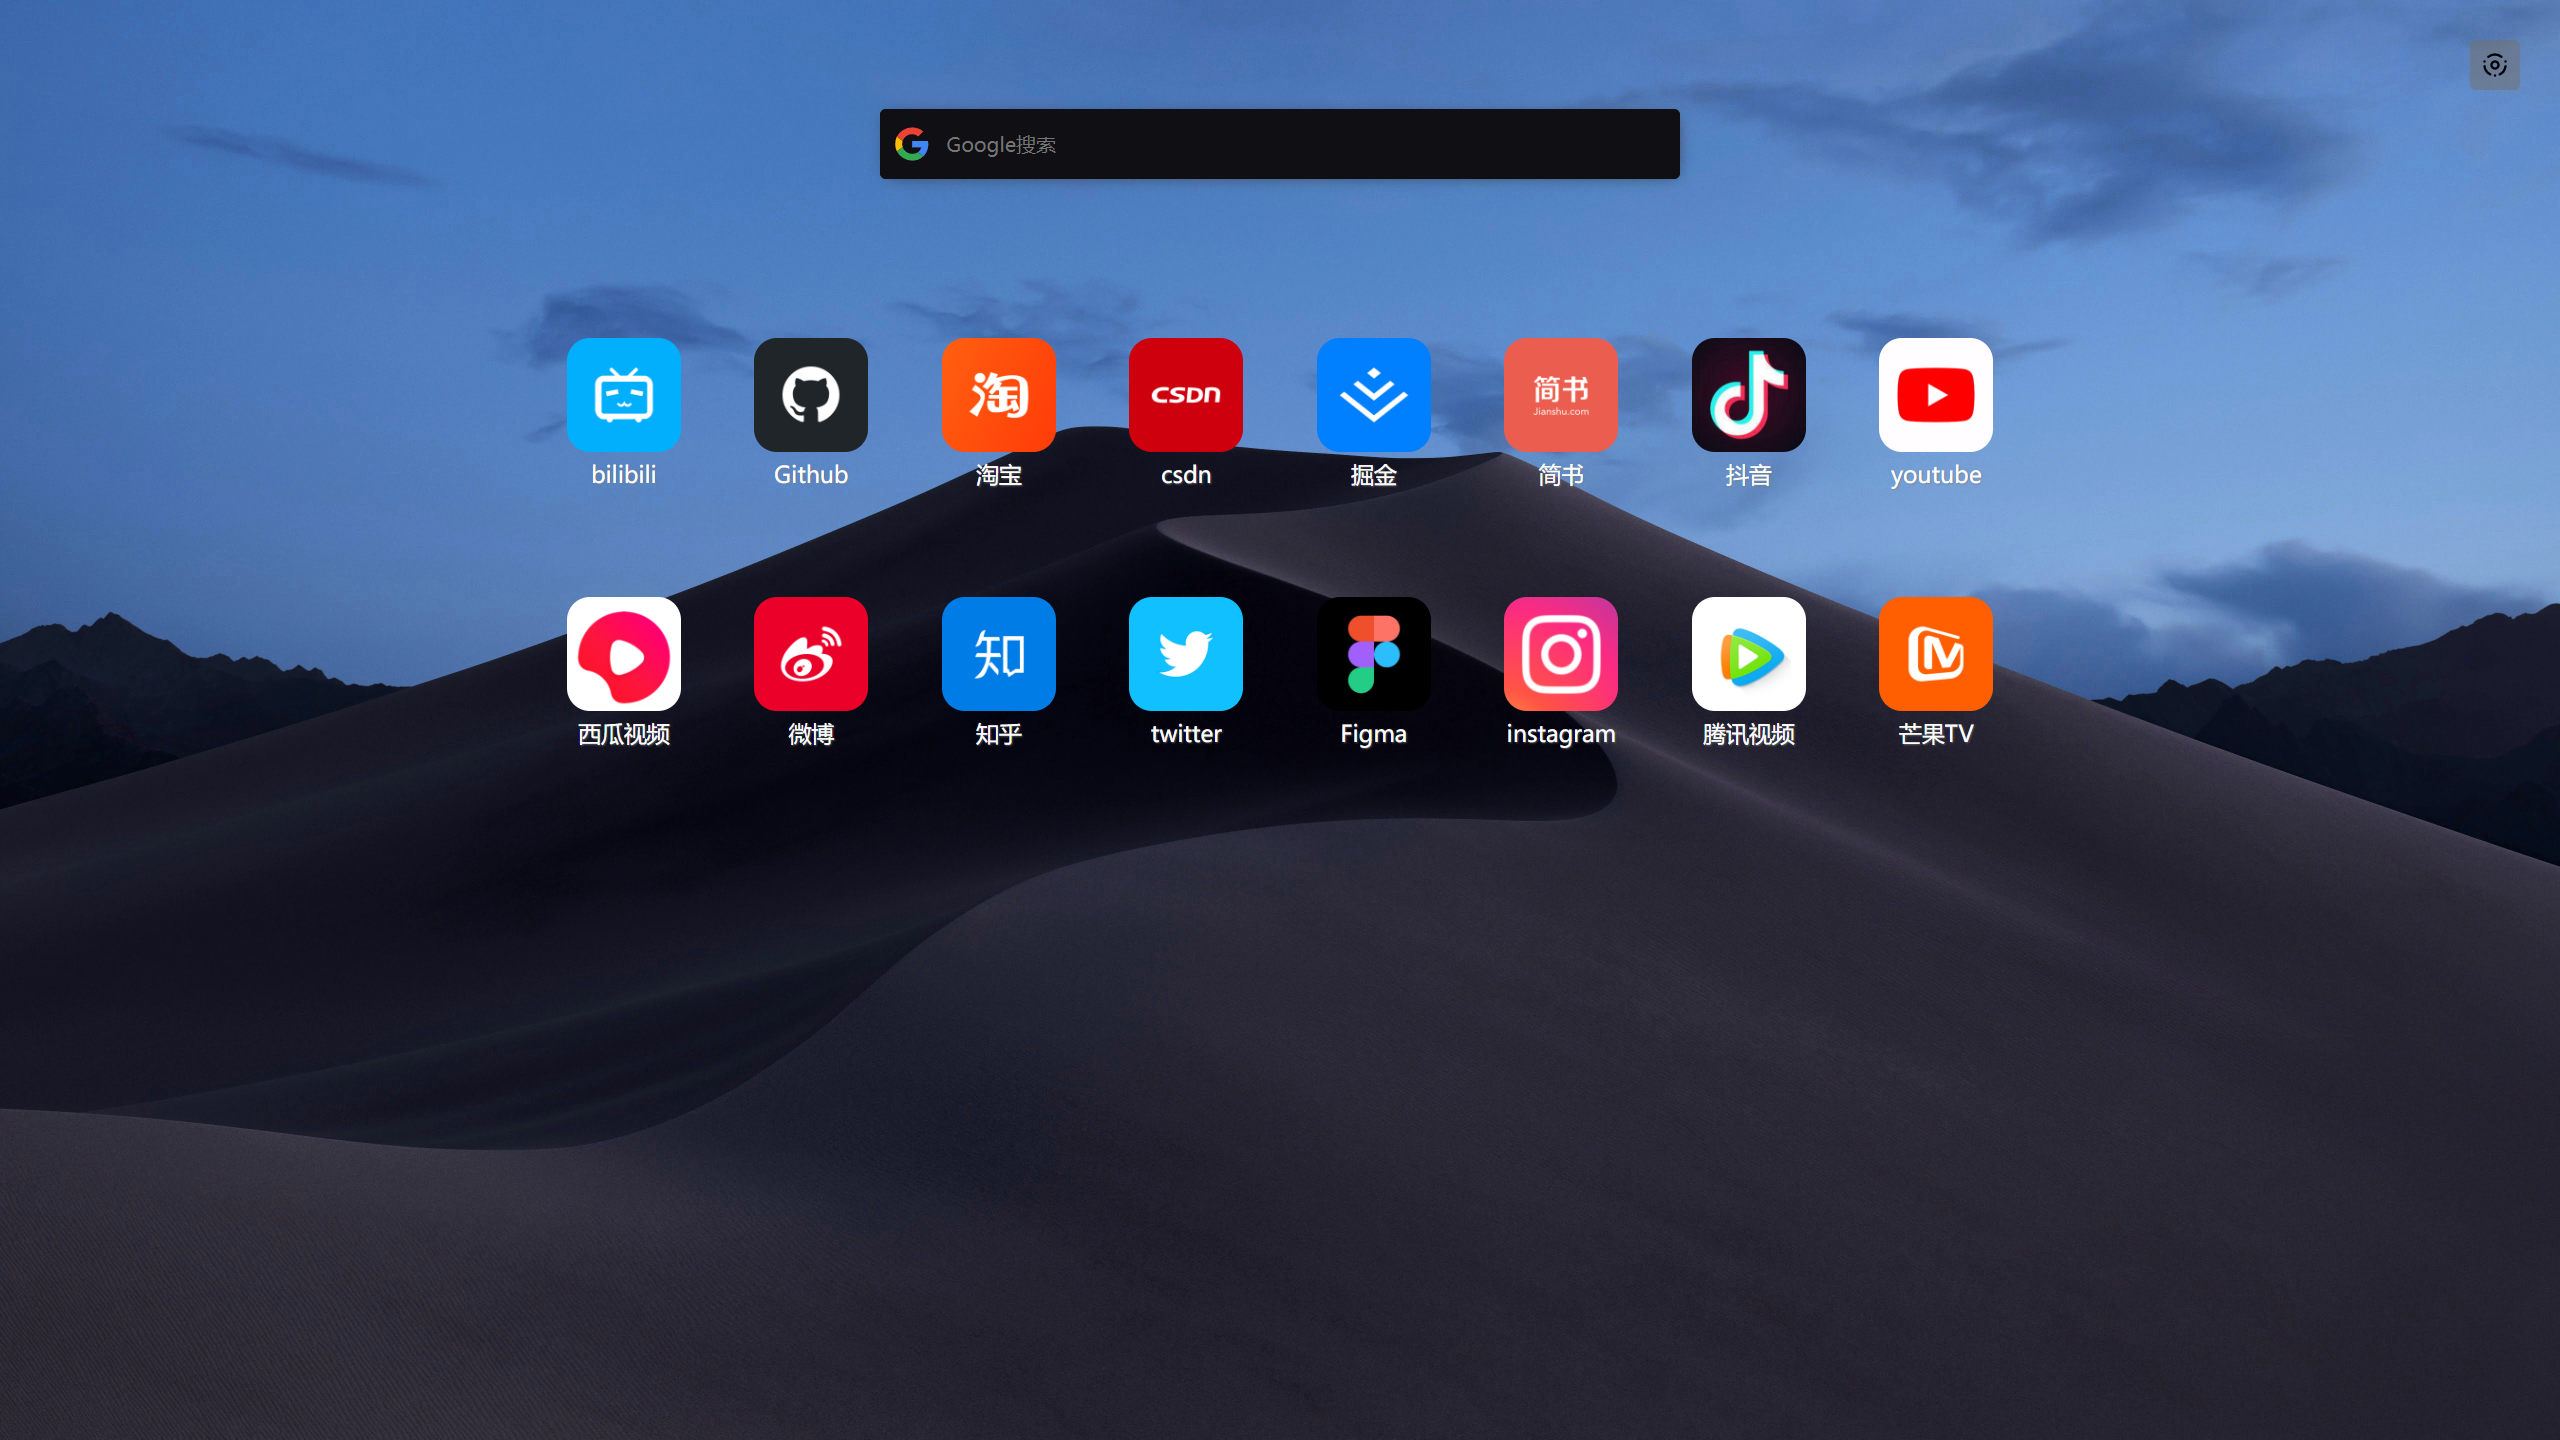 Google搜索
淘
CSDN
简书
Jianshu.com
bilibili
Github
淘宝
csdn
掘金
简书
抖音
youtube
知
西瓜视频
微博
知乎
twitter
Figma
instagram
腾讯视频
芒果TV